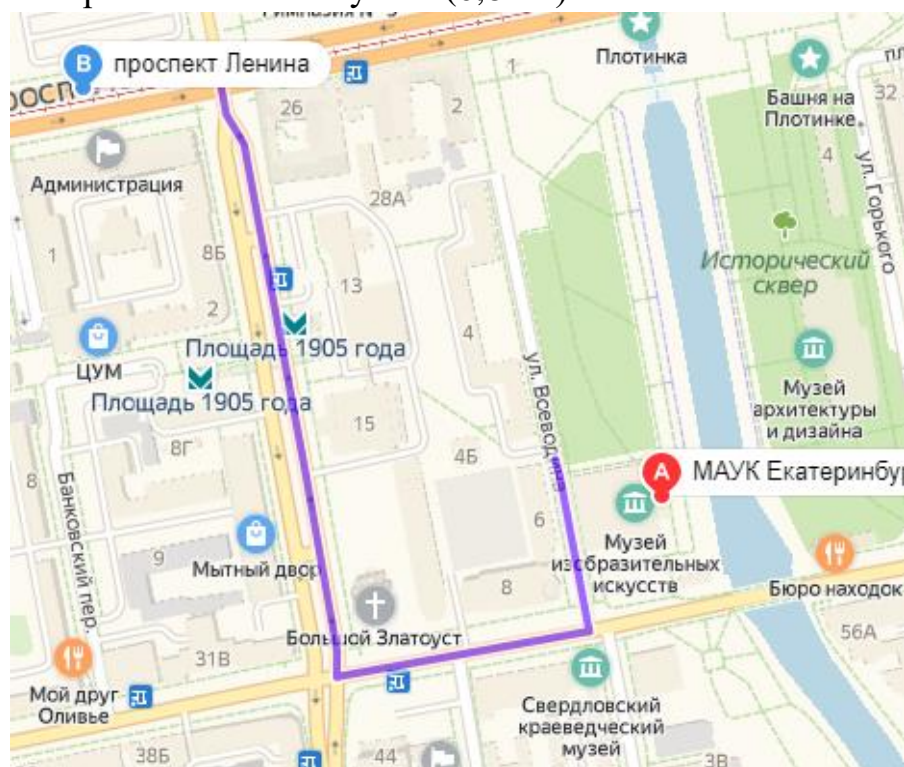 Гимназия № 9
проспект Ленина
B
26
2
1
Плотинка
Башня на
Плотинке
4
32
ул. Горького
Администрация
1
8Б
2
28А
13
4
ул. Воеводина
Исторический
сквер
ЦУМ
Площадь 1905 года
Площадь 1905 года
15
8Г
4Б
Музей
архитектуры
и дизайна
8
Банковский пер.
9
Мытный двор
6
8
A
МАУК Екатеринбур
Музей
изобразительных
искусств
Бюро находок
Большой Златоуст
31В
56А
Мой друг
Оливье
Свердловский
краеведческий
музей
38Б
44
3В